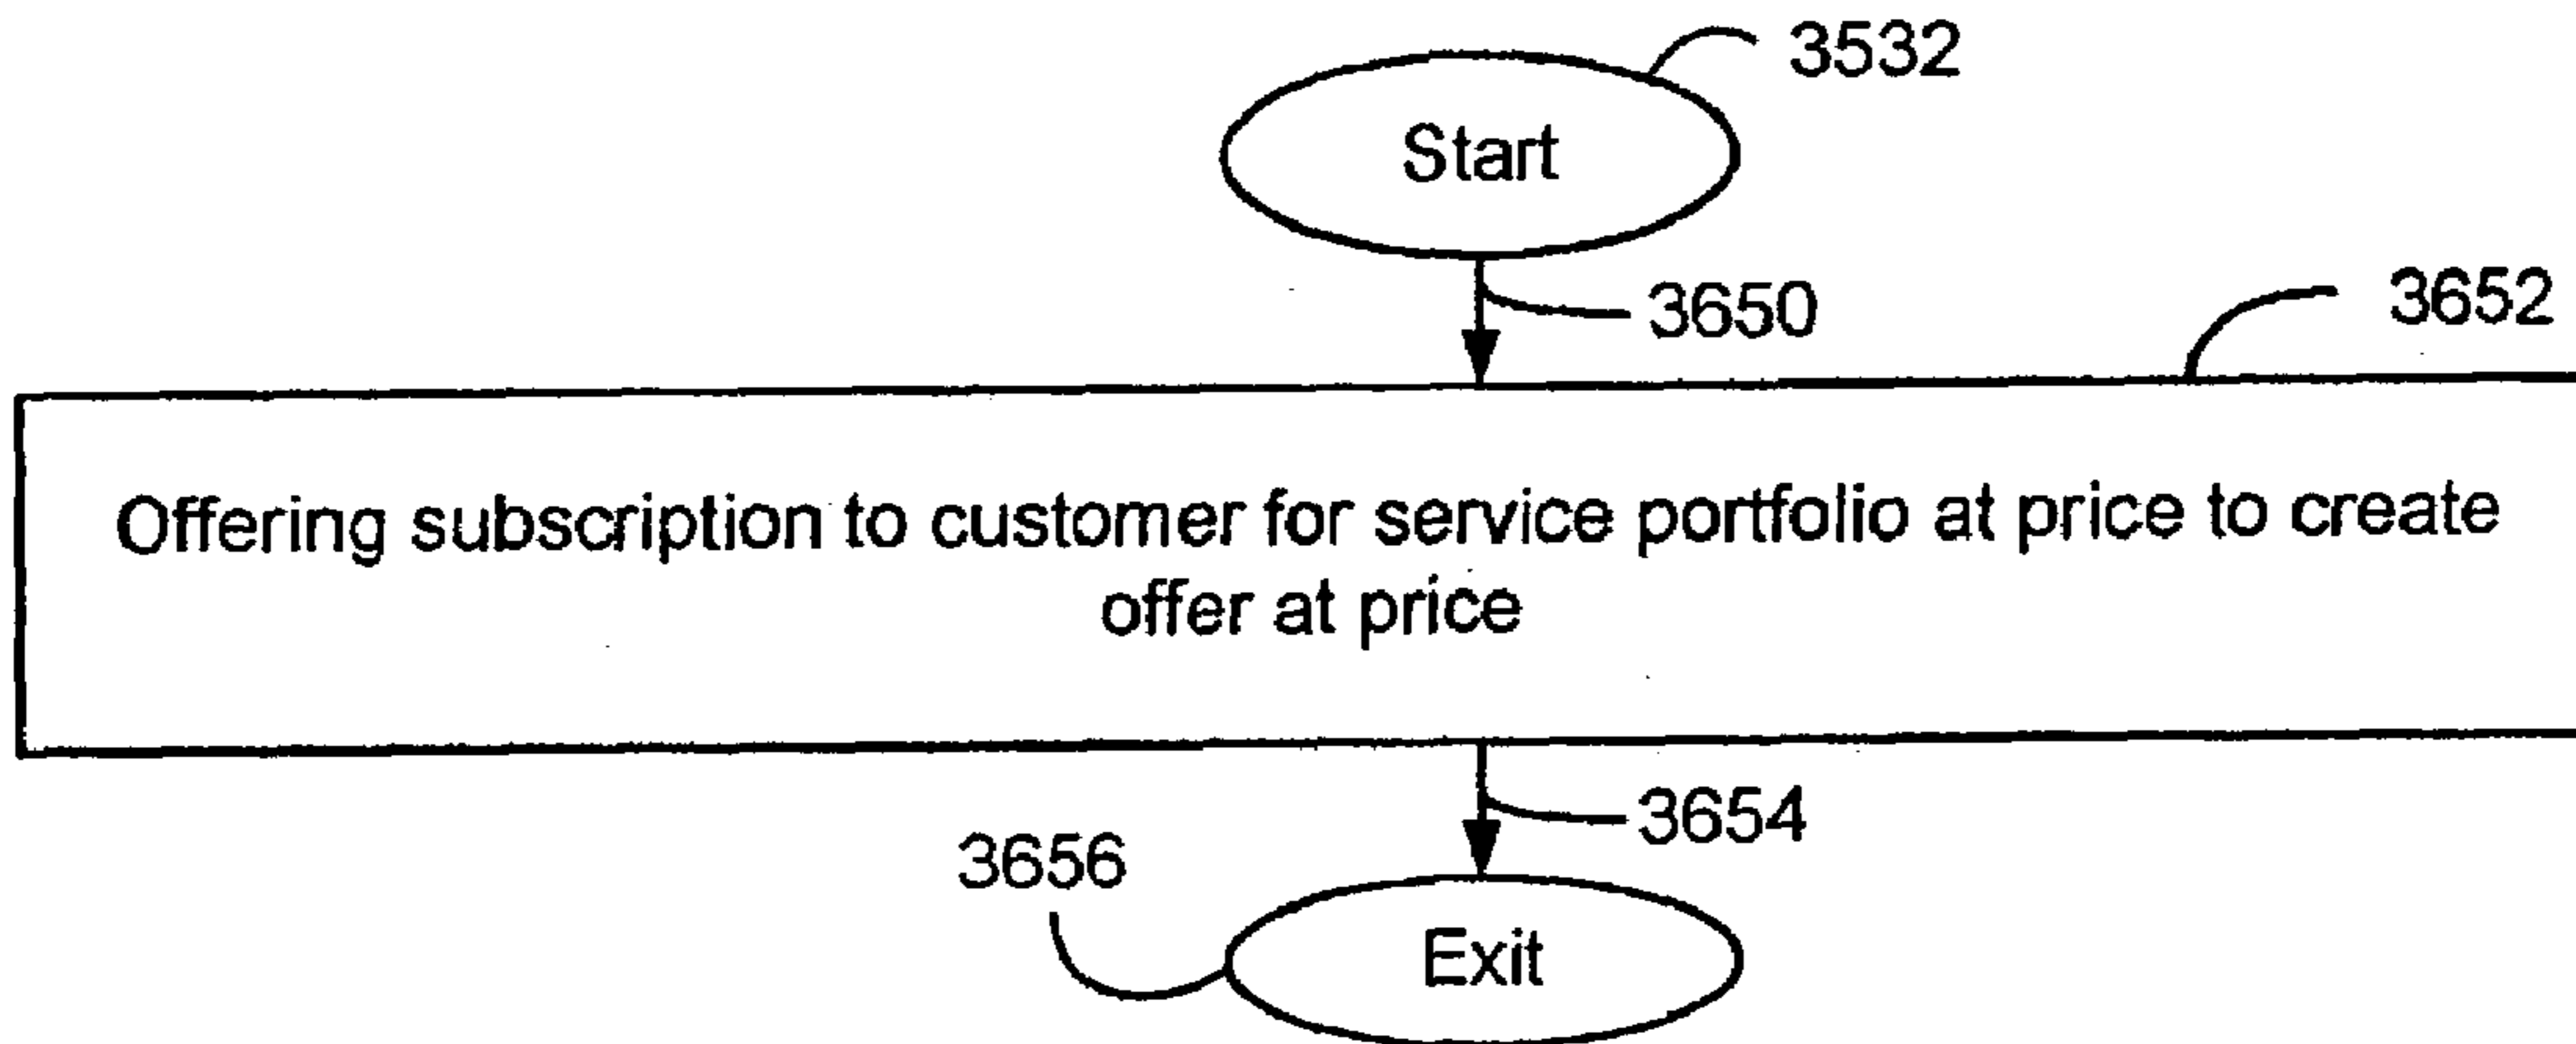 3532
Start
3650
3652
Offering subscription to customer for service portfolio at price to create
offer at price
3654
3656
Exit